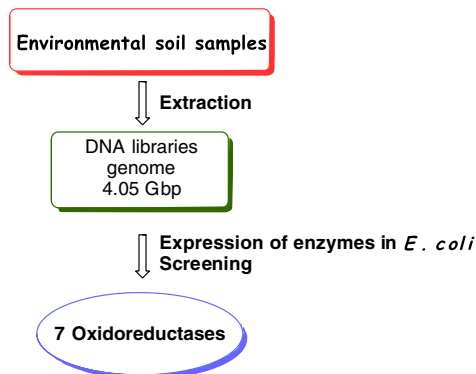 Environmental soil samples
Extraction
DNA libraries
genome
4.05 Gbp
Expression of enzymes in E. coli
Screening
7 Oxidoreductases